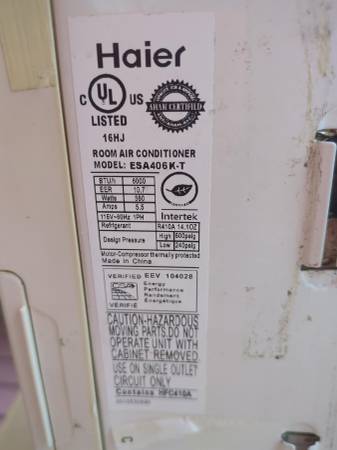 Haier
C UL US
LISTED
16HJ
AHAM CERTIFIED
ROOM AIR CONDITIONER
MODEL: ESA406K-T
BTU/h 6000
EER 10.7
Watts 560
Amps 5.5
115V~60Hz 1PH
Intertek
Refrigerant R410A 14.1OZ
Design Pressure High 600psig
Low 240psig
Motor-Compressor thermally protected
Made in China
VERIFIED EEV 104028
Energy
Performance
Rendement
Energétique
VERIFIÉ
CAUTION-HAZARDOUS
MOVING PARTS.DO NOT
OPERATE UNIT WITH
CABINET REMOVED
USE ON SINGLE OUTLET
CIRCUIT ONLY
Contains HFC410A
C